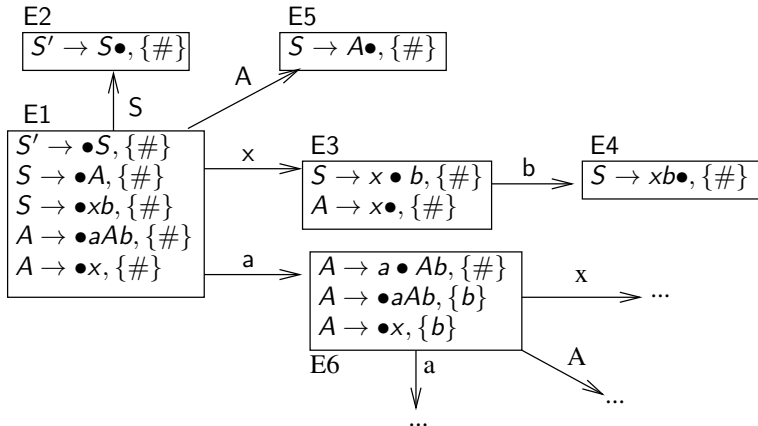 E2
S′ → S●, {#}
E5
S → A●, {#}
A
S
E1
S′ → ●S, {#}
S → ●A, {#}
S → ●xb, {#}
A → ●aAb, {#}
A → ●x, {#}
x
E3
S → x ● b, {#}
A → x●, {#}
b
E4
S → xb●, {#}
a
A → a ● Ab, {#}
A → ●aAb, {b}
A → ●x, {b}
E6
x
...
A
...
a
...